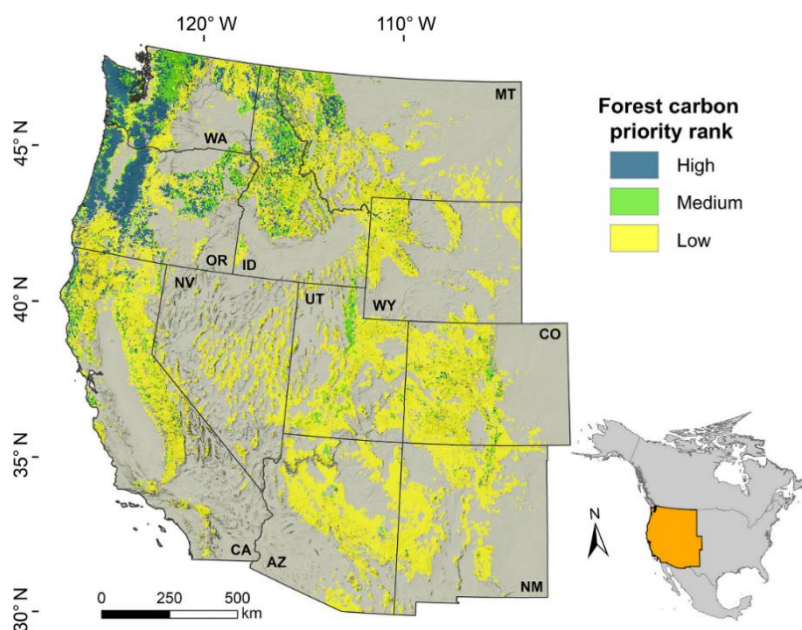 120° W
110° W
MT
Forest carbon
priority rank
High
Medium
Low
45° N
WA
OR
ID
NV
UT
WY
40° N
CO
35° N
N
CA
AZ
NM
30° N
0
250
500
km